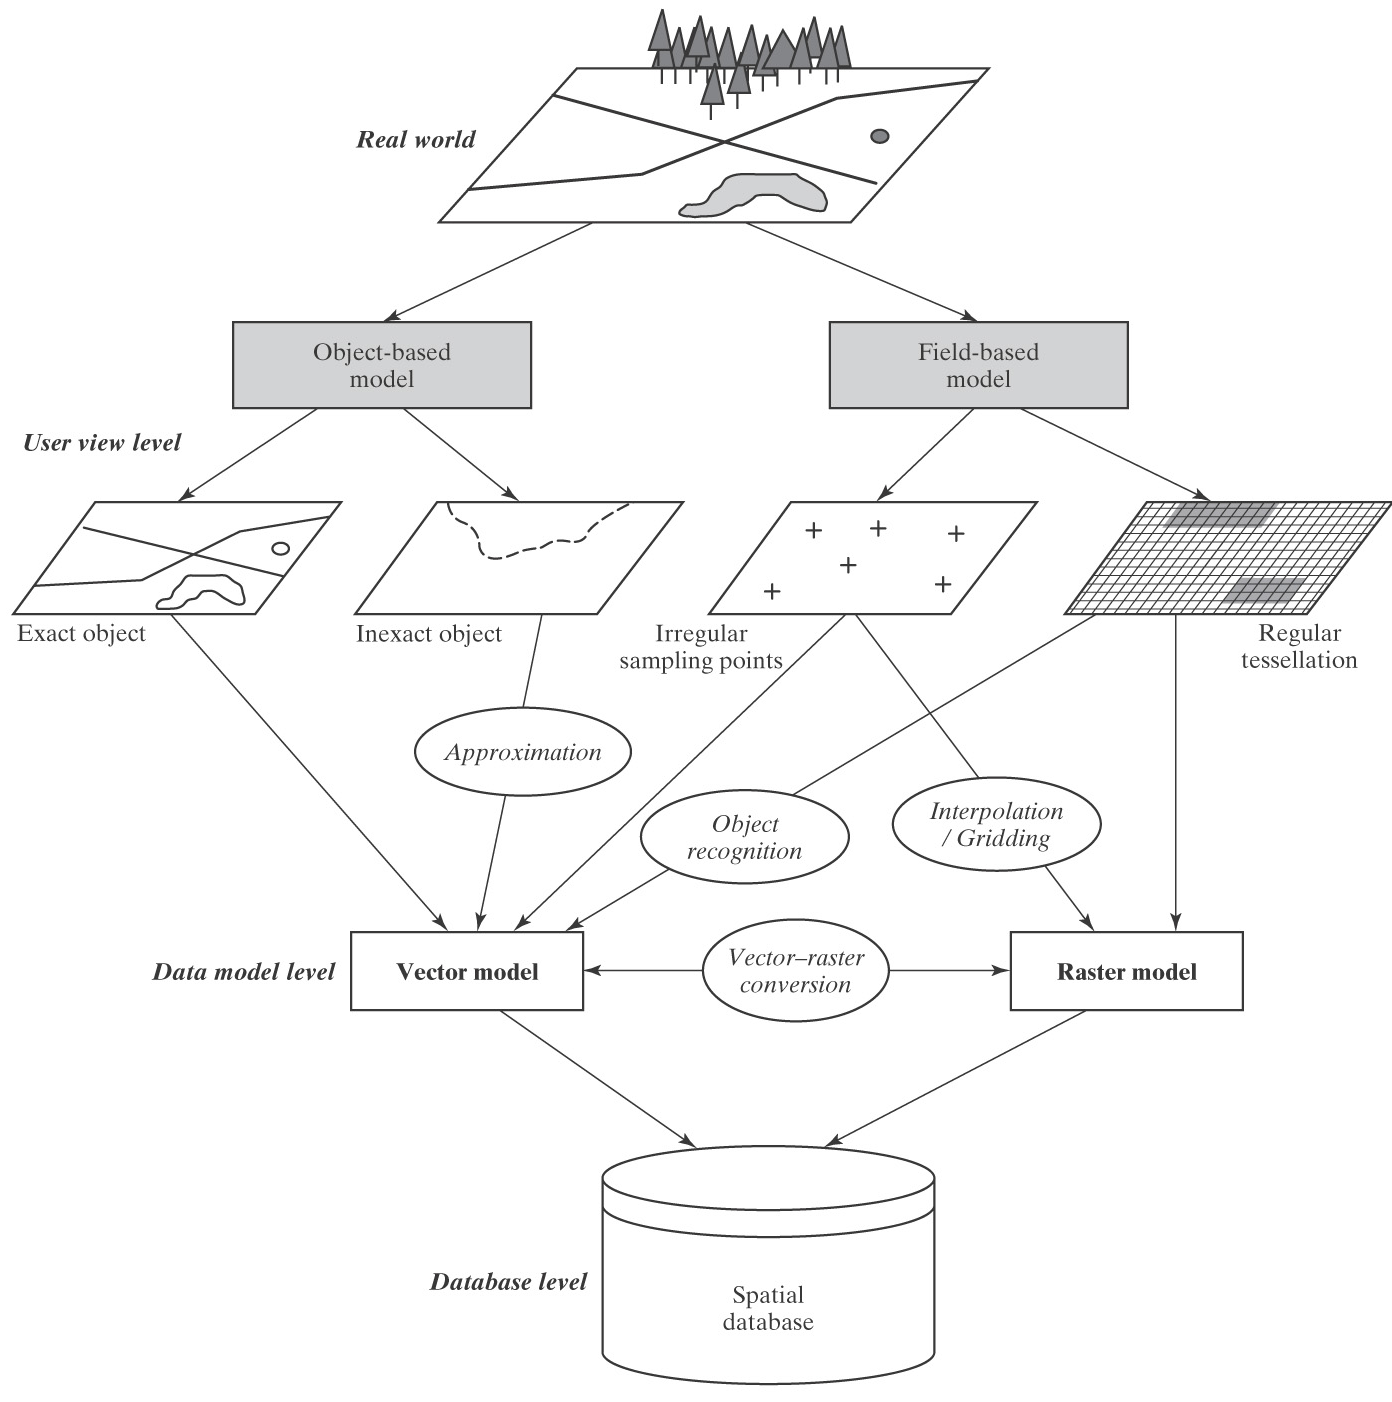 Real world
Object-based
model
Field-based
model
User view level
Exact object
Inexact object
Irregular
sampling points
Regular
tessellation
Approximation
Object
recognition
Interpolation
/ Gridding
Data model level
Vector model
Vector–raster
conversion
Raster model
Database level
Spatial
database